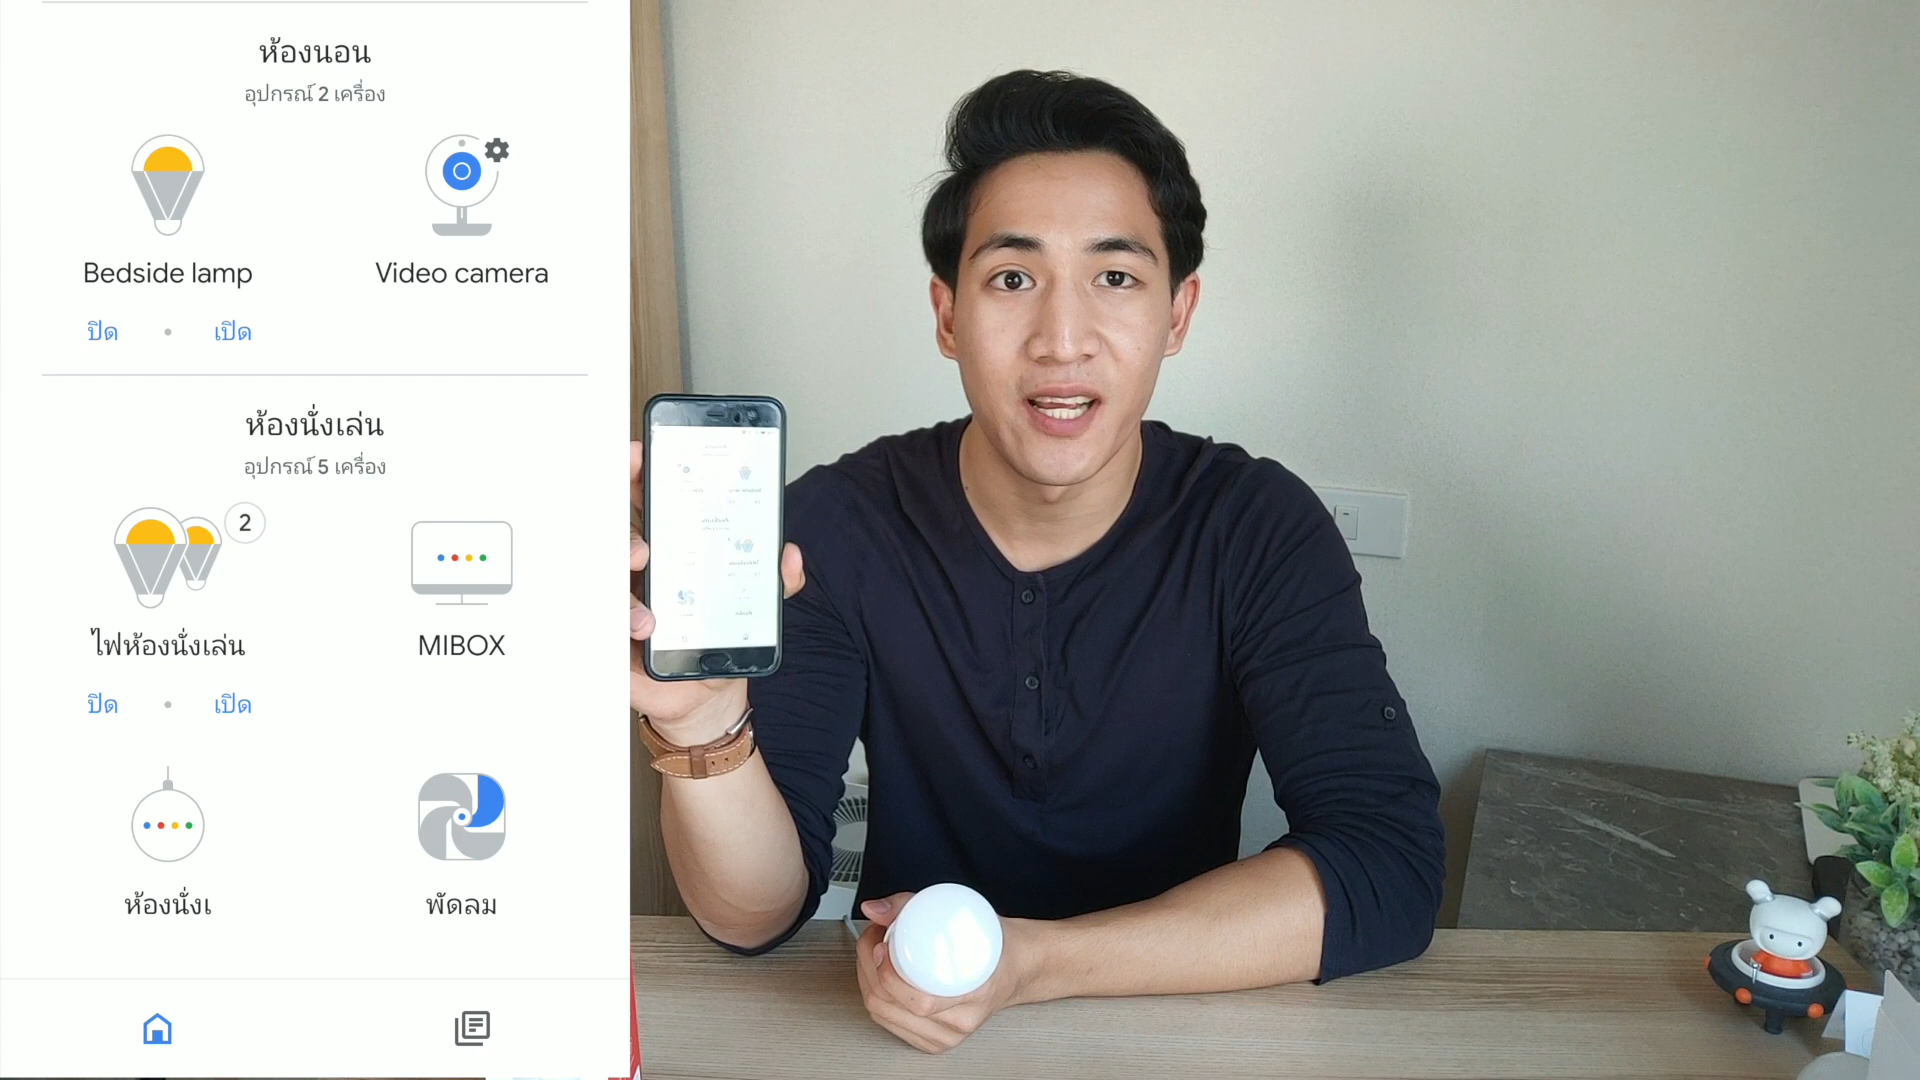 ห้องนอน
อุปกรณ์ 2 เครื่อง
Bedside lamp
Video camera
ปิด • เปิด
ห้องนั่งเล่น
อุปกรณ์ 5 เครื่อง
2
ไฟห้องนั่งเล่น
MIBOX
ปิด • เปิด
ห้องนั่งเ
พัดลม